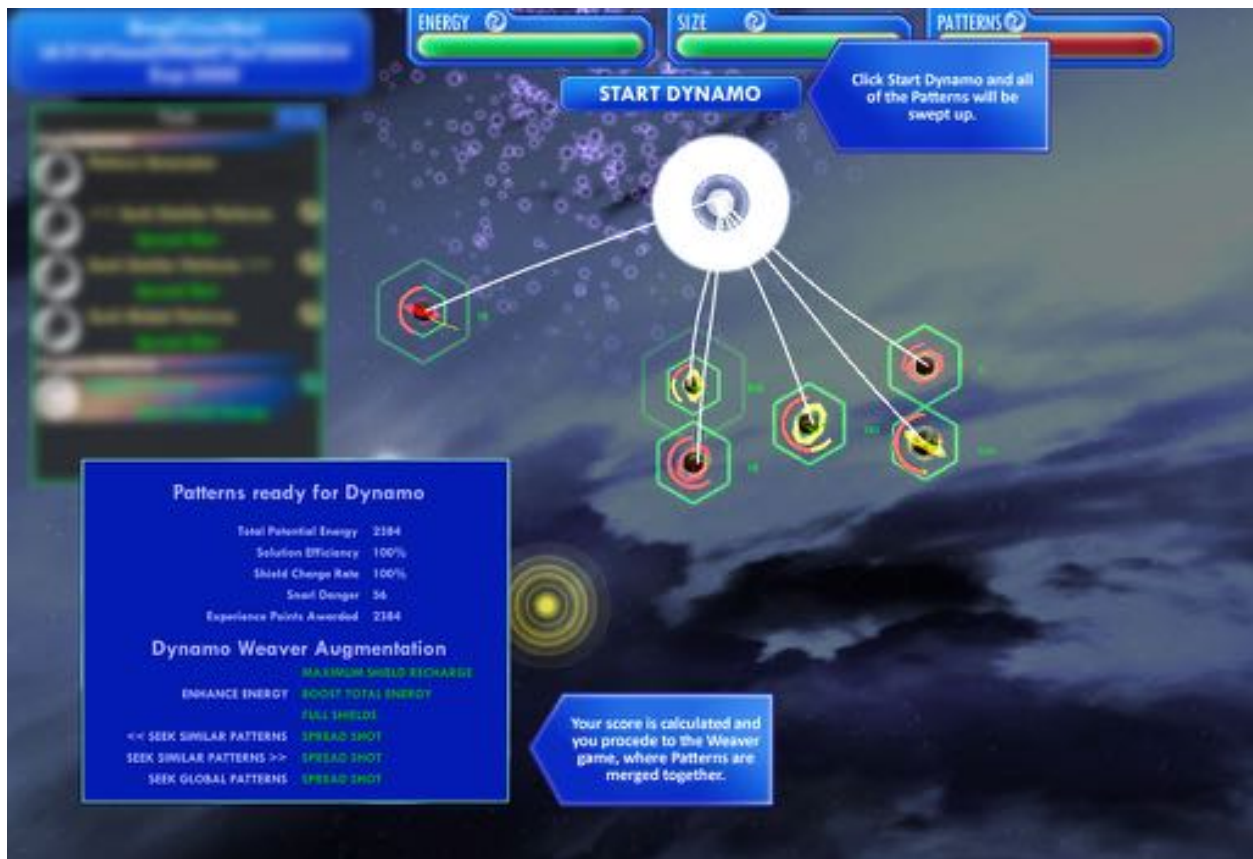 ENERGY
SIZE
PATTERNS
START DYNAMO
Click Start Dynamo and all
of the Patterns will be
swept up.
Patterns ready for Dynamo
Total Potential Energy 2384
Solution Efficiency 100%
Shield Charge Rate 100%
Snarl Danger 36
Experience Points Awarded 2384
Dynamo Weaver Augmentation
MAXIMUM SHIELD RECHARGE
ENHANCE ENERGY BOOST TOTAL ENERGY
FULL SHIELDS
<< SEEK SIMILAR PATTERNS SPREAD SHOT
SEEK SIMILAR PATTERNS >> SPREAD SHOT
SEEK GLOBAL PATTERNS SPREAD SHOT
Your score is calculated and
you procede to the Weaver
game, where Patterns are
merged together.